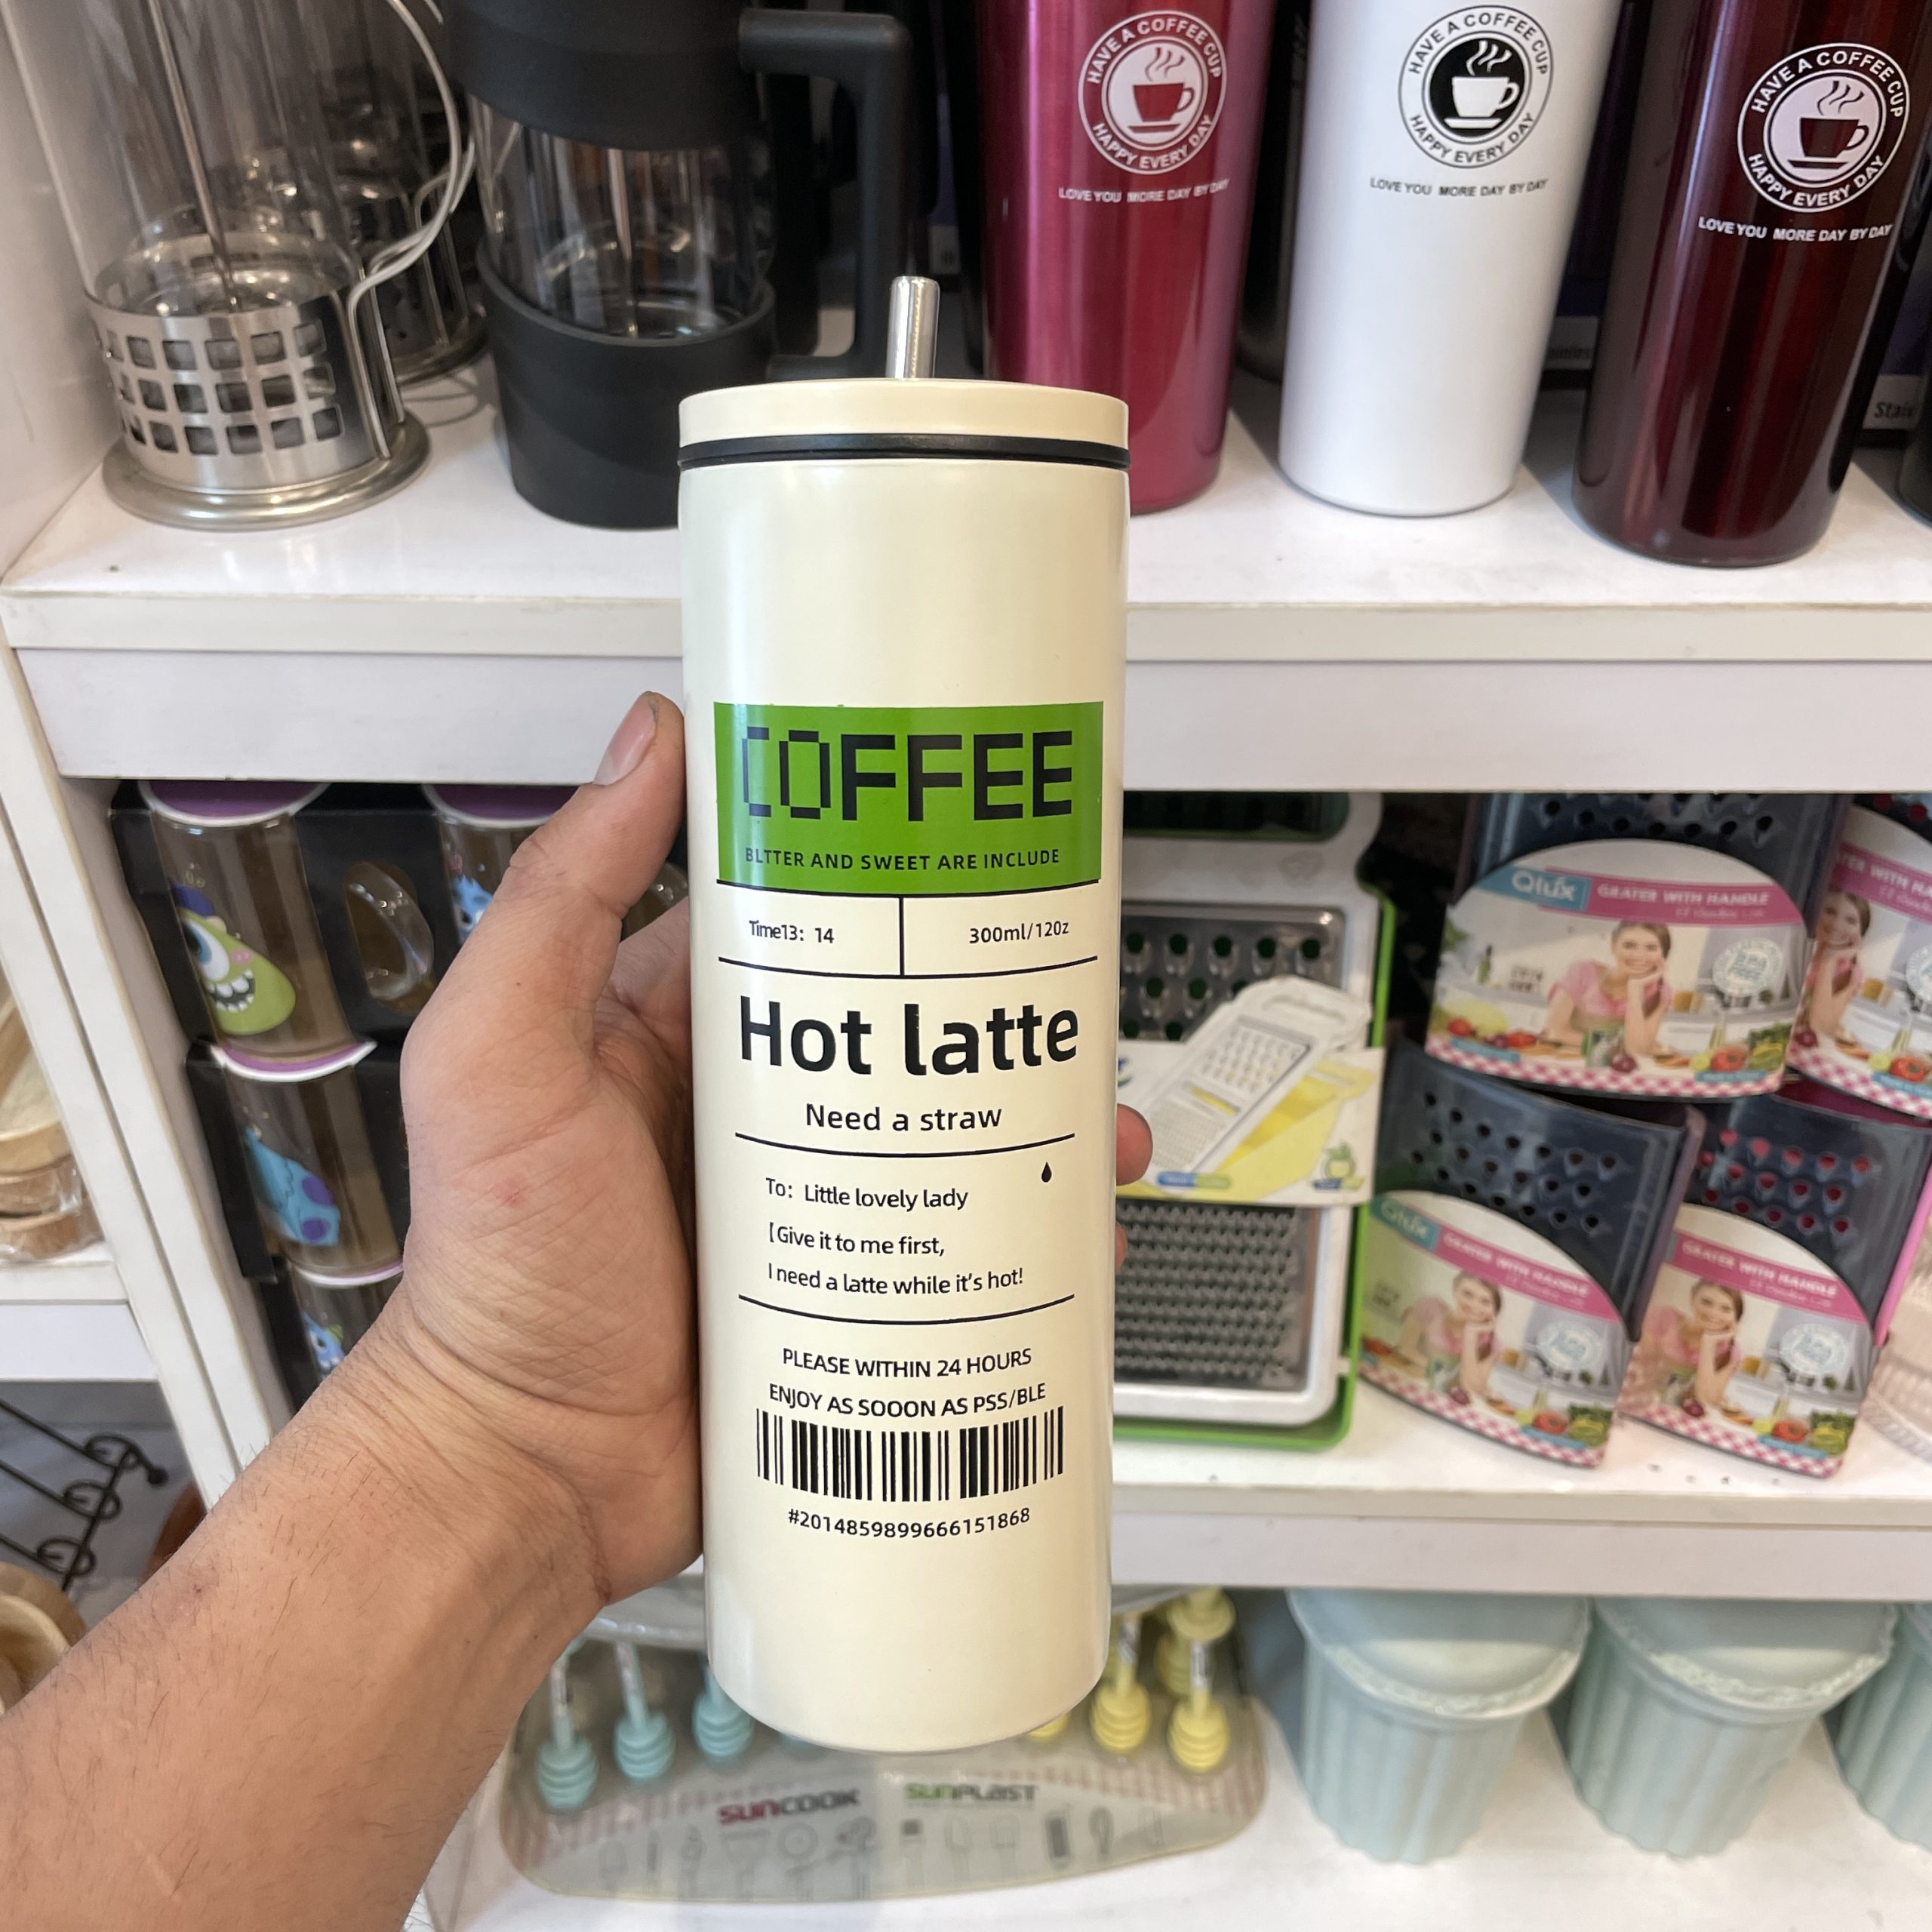 HAVE A COFFEE CUP
HAPPY EVERY DAY
LOVE YOU MORE DAY BY DAY
HAVE A COFFEE CUP
HAPPY EVERY DAY
LOVE YOU MORE DAY BY DAY
HAVE A COFFEE CUP
HAPPY EVERY DAY
LOVE YOU MORE DAY BY DAY
COFFEE
BLTTER AND SWEET ARE INCLUDE
Time13: 14
300ml/120z
Hot latte
Need a straw
To: Little lovely lady
[Give it to me first,
I need a latte while it's hot!
PLEASE WITHIN 24 HOURS
ENJOY AS SOOON AS PSS/BLE
#2014859899666151868
Qlux
GRATER WITH HANDLE
Qlux
GRATER WITH HANDLE
GRATER WITH HANDLE
SUNCOOK
SUNPLAST